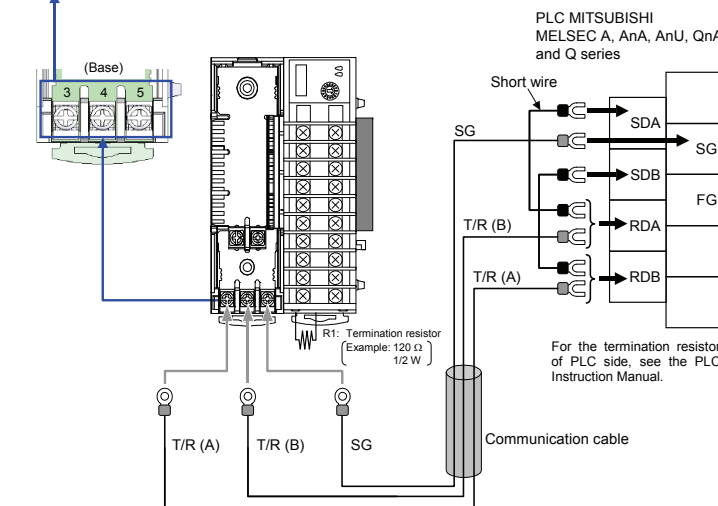 PLC MITSUBISHI
MELSEC A, AnA, AnU, QnA
and Q series
(Base)
3 4 5
Short wire
SDA
SG
SG
SDB
FG
T/R (B)
RDA
T/R (A)
RDB
R1: Termination resistor
Example: 120 Ω
1/2 W
For the termination resistor
of PLC side, see the PLC
Instruction Manual.
T/R (A)
T/R (B)
SG
Communication cable